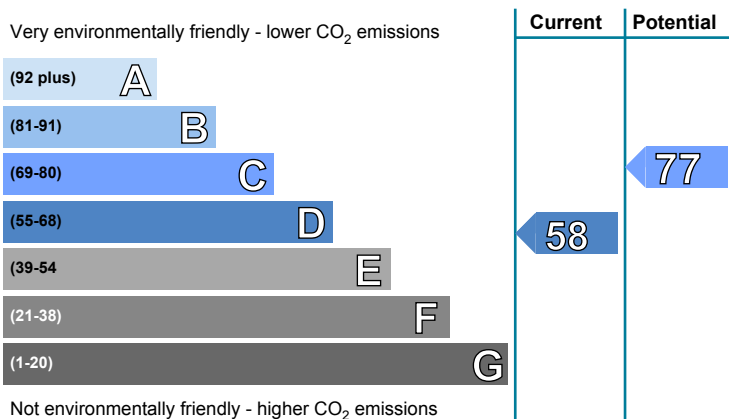 Very environmentally friendly - lower CO2 emissions
Current Potential
(92 plus) A
(81-91) B
(69-80) C
77
(55-68) D
58
(39-54 E
(21-38) F
(1-20) G
Not environmentally friendly - higher CO2 emissions